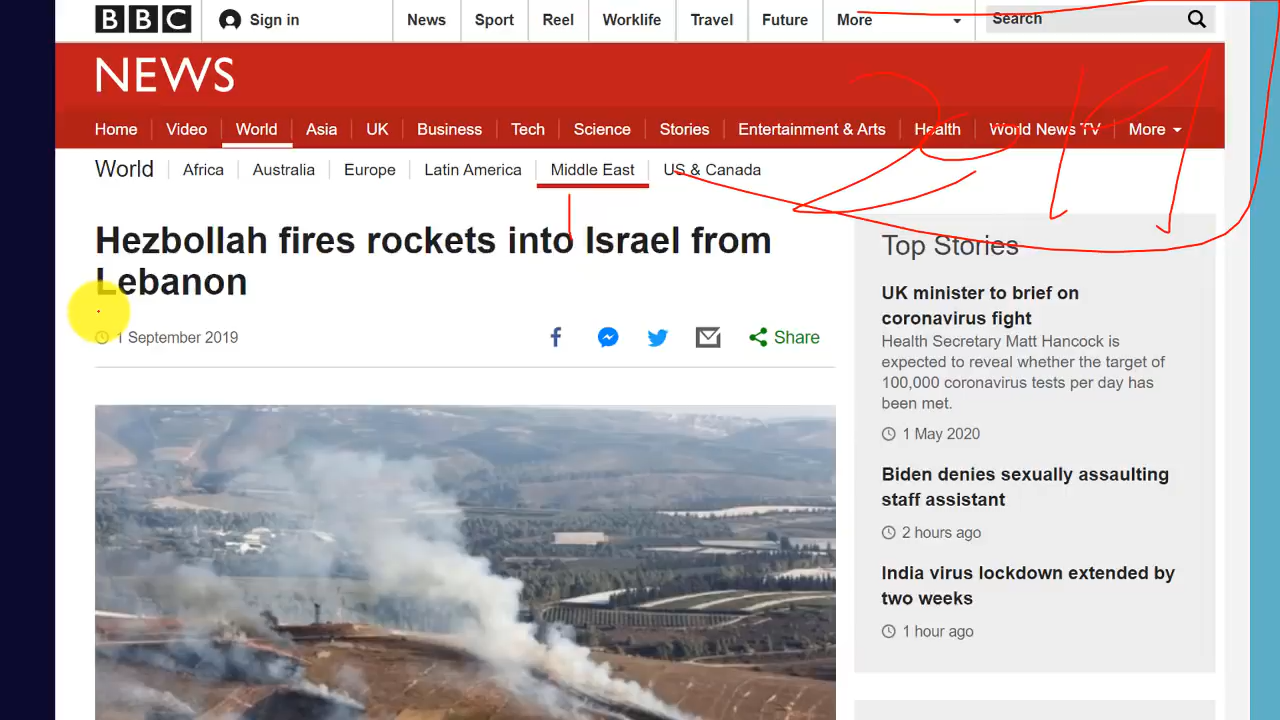 BBC Sign in News Sport Reel Worklife Travel Future More Search
NEWS
Home Video World Asia UK Business Tech Science Stories Entertainment & Arts Health World News TV More
World Africa Australia Europe Latin America Middle East US & Canada
Hezbollah fires rockets into Israel from
Lebanon
1 September 2019
Share
Top Stories
UK minister to brief on
coronavirus fight
Health Secretary Matt Hancock is
expected to reveal whether the target of
100,000 coronavirus tests per day has
been met.
1 May 2020
Biden denies sexually assaulting
staff assistant
2 hours ago
India virus lockdown extended by
two weeks
1 hour ago